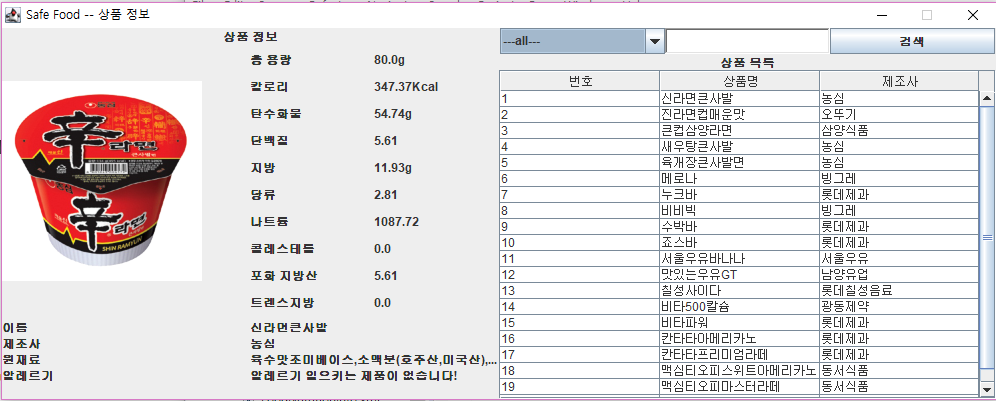 Safe Food -- 상품 정보
상품 정보
총 용량 80.0g
칼로리 347.37Kcal
탄수화물 54.74g
단백질 5.61
지방 11.93g
당류 2.81
나트륨 1087.72
콜레스테롤 0.0
포화 지방산 5.61
트랜스지방 0.0
이름 신라면큰사발
제조사 농심
원재료 육수맛조미베이스,소맥분(호주산,미국산),...
알레르기 알레르기 일으키는 제품이 없습니다!
농심
辛라면
辛라면
SHIN RAMYUN
---all---
검색
상품 목록
번호 상품명 제조사
1 신라면큰사발 농심
2 진라면컵매운맛 오뚜기
3 큰컵삼양라면 삼양식품
4 새우탕큰사발 농심
5 육개장큰사발면 농심
6 메로나 빙그레
7 누크바 롯데제과
8 비비빅 빙그레
9 수박바 롯데제과
10 죠스바 롯데제과
11 서울우유바나나 서울우유
12 맛있는우유GT 남양유업
13 칠성사이다 롯데칠성음료
14 비타500칼슘 광동제약
15 비타파워 롯데제과
16 칸타타아메리카노 롯데제과
17 칸타타프리미엄라떼 롯데제과
18 맥심티오피스위트아메리카노 동서식품
19 맥심티오피마스터라떼 동서식품